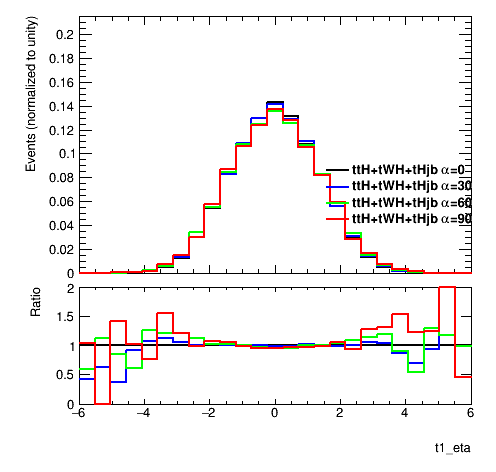 Events (normalized to unity)
0.2
0.18
0.16
0.14
0.12
0.1
0.08
0.06
0.04
0.02
0
ttH+tWH+tHjb α=0
ttH+tWH+tHjb α=30
ttH+tWH+tHjb α=60
ttH+tWH+tHjb α=90
Ratio
2
1.5
1
0.5
0
−6 −4 −2 0 2 4 6
t1_eta